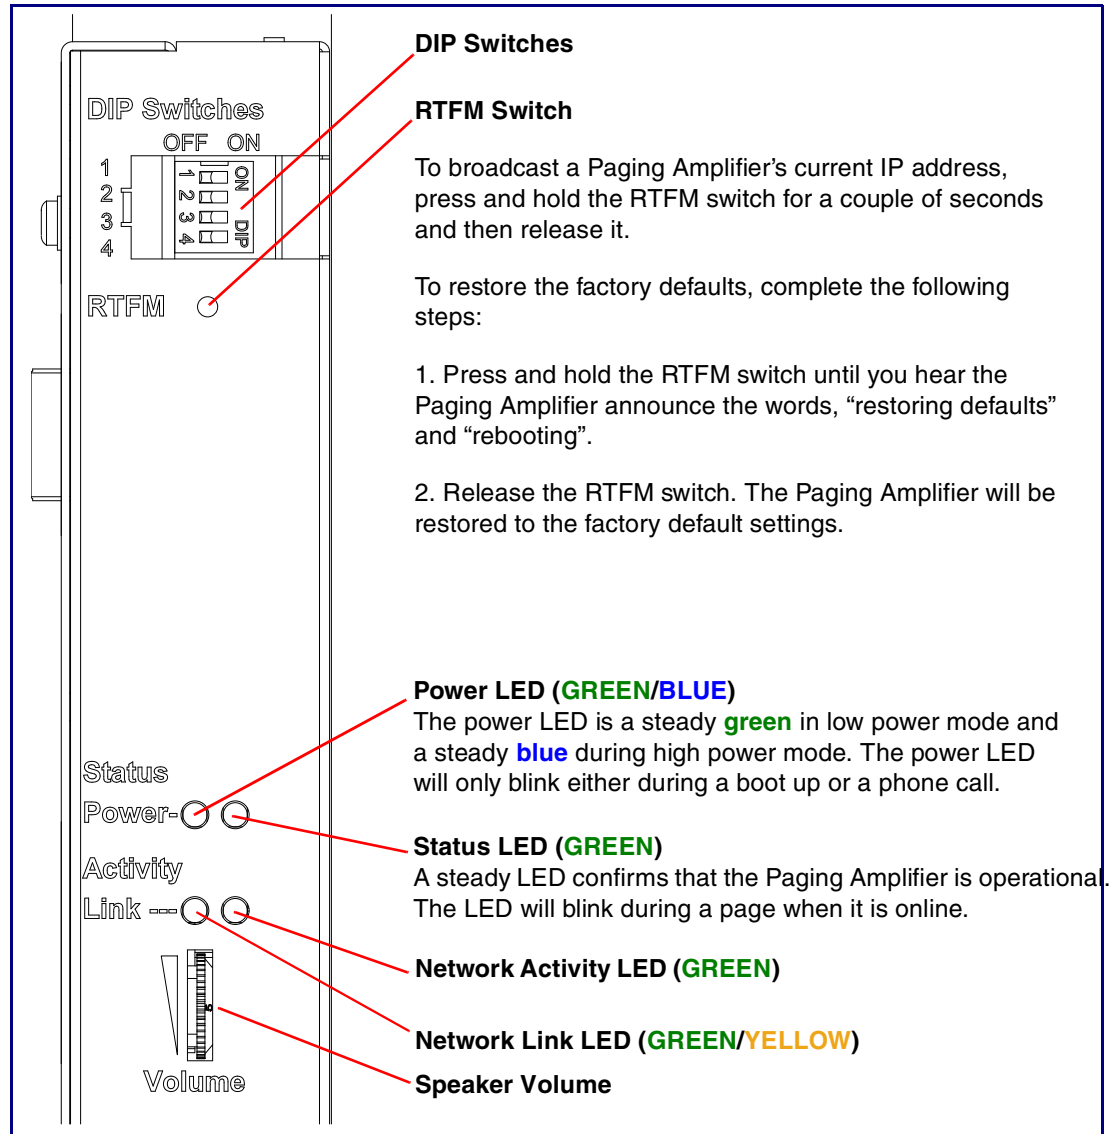 DIP Switches
RTFM Switch
To broadcast a Paging Amplifier’s current IP address,
press and hold the RTFM switch for a couple of seconds
and then release it.
To restore the factory defaults, complete the following
steps:
1. Press and hold the RTFM switch until you hear the
Paging Amplifier announce the words, “restoring defaults”
and “rebooting”.
2. Release the RTFM switch. The Paging Amplifier will be
restored to the factory default settings.
Power LED (GREEN/BLUE)
The power LED is a steady green in low power mode and
a steady blue during high power mode. The power LED
will only blink either during a boot up or a phone call.
Status LED (GREEN)
A steady LED confirms that the Paging Amplifier is operational.
The LED will blink during a page when it is online.
Network Activity LED (GREEN)
Network Link LED (GREEN/YELLOW)
Speaker Volume
DIP Switches
OFF ON
1
2
3
4
1
2
3
4
ON
DIP
RTFM
Status
Power-
Activity
Link ---
5
Volume